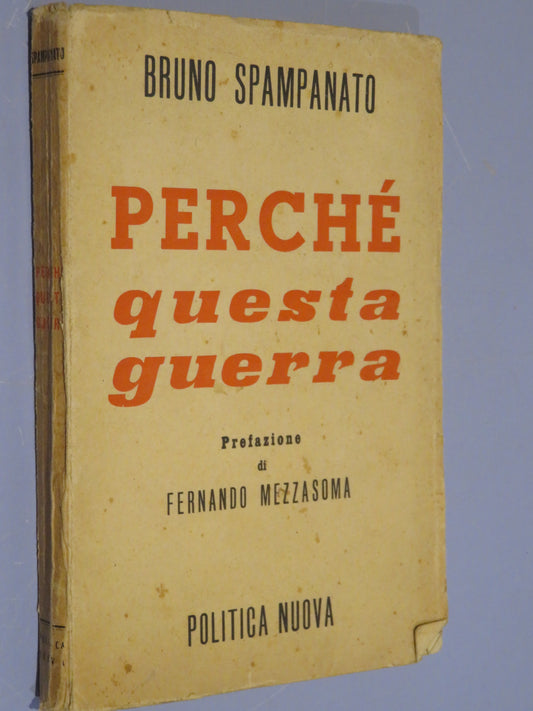 SPAMPANATO
BRUNO SPAMPANATO
PERCHÉ
questa
guerra
Prefazione
di
FERNANDO MEZZASOMA
POLITICA NUOVA